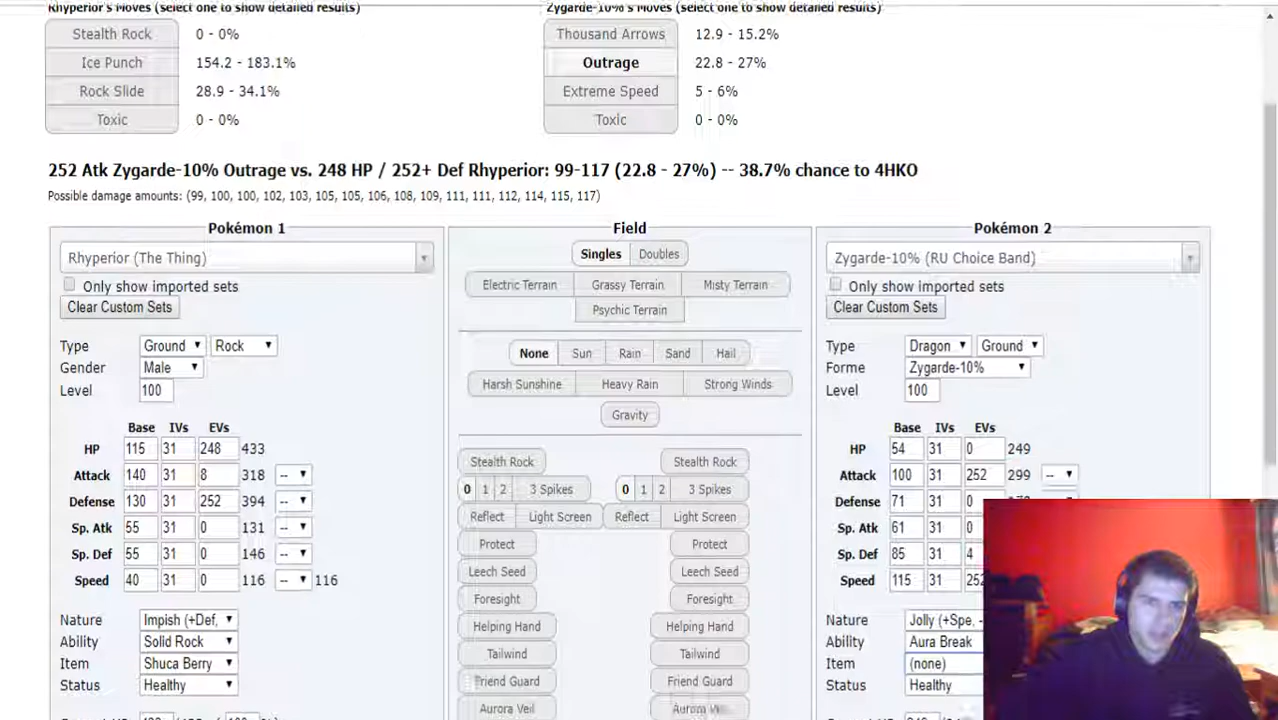 Rhyperior's Moves (select one to show detailed results) Zygarde-10%'s Moves (select one to show detailed results)
Stealth Rock 0 - 0% Thousand Arrows 12.9 - 15.2%
Ice Punch 154.2 - 183.1% Outrage 22.8 - 27%
Rock Slide 28.9 - 34.1% Extreme Speed 5 - 6%
Toxic 0 - 0% Toxic 0 - 0%
252 Atk Zygarde-10% Outrage vs. 248 HP / 252+ Def Rhyperior: 99-117 (22.8 - 27%) -- 38.7% chance to 4HKO
Possible damage amounts: (99, 100, 100, 102, 103, 105, 105, 106, 108, 109, 111, 111, 112, 114, 115, 117)
Pokémon 1
Rhyperior (The Thing)
Only show imported sets
Clear Custom Sets
Type Ground Rock
Gender Male
Level 100
Base IVs EVs
HP 115 31 248 433
Attack 140 31 8 318 --
Defense 130 31 252 394 --
Sp. Atk 55 31 0 131 --
Sp. Def 55 31 0 146 --
Speed 40 31 0 116 -- 116
Nature Impish (+Def,
Ability Solid Rock
Item Shuca Berry
Status Healthy
Field
Singles Doubles
Electric Terrain Grassy Terrain Misty Terrain
Psychic Terrain
None Sun Rain Sand Hail
Harsh Sunshine Heavy Rain Strong Winds
Gravity
Stealth Rock Stealth Rock
0 1 2 3 Spikes 0 1 2 3 Spikes
Reflect Light Screen Reflect Light Screen
Protect Protect
Leech Seed Leech Seed
Foresight Foresight
Helping Hand Helping Hand
Tailwind Tailwind
Friend Guard Friend Guard
Aurora Veil Aurora
Pokémon 2
Zygarde-10% (RU Choice Band)
Only show imported sets
Clear Custom Sets
Type Dragon Ground
Forme Zygarde-10%
Level 100
Base IVs EVs
HP 54 31 0 249
Attack 100 31 252 299 --
Defense 71 31 0
Sp. Atk 61 31 0
Sp. Def 85 31 4
Speed 115 31 252
Nature Jolly (+Spe, -
Ability Aura Break
Item (none)
Status Healthy